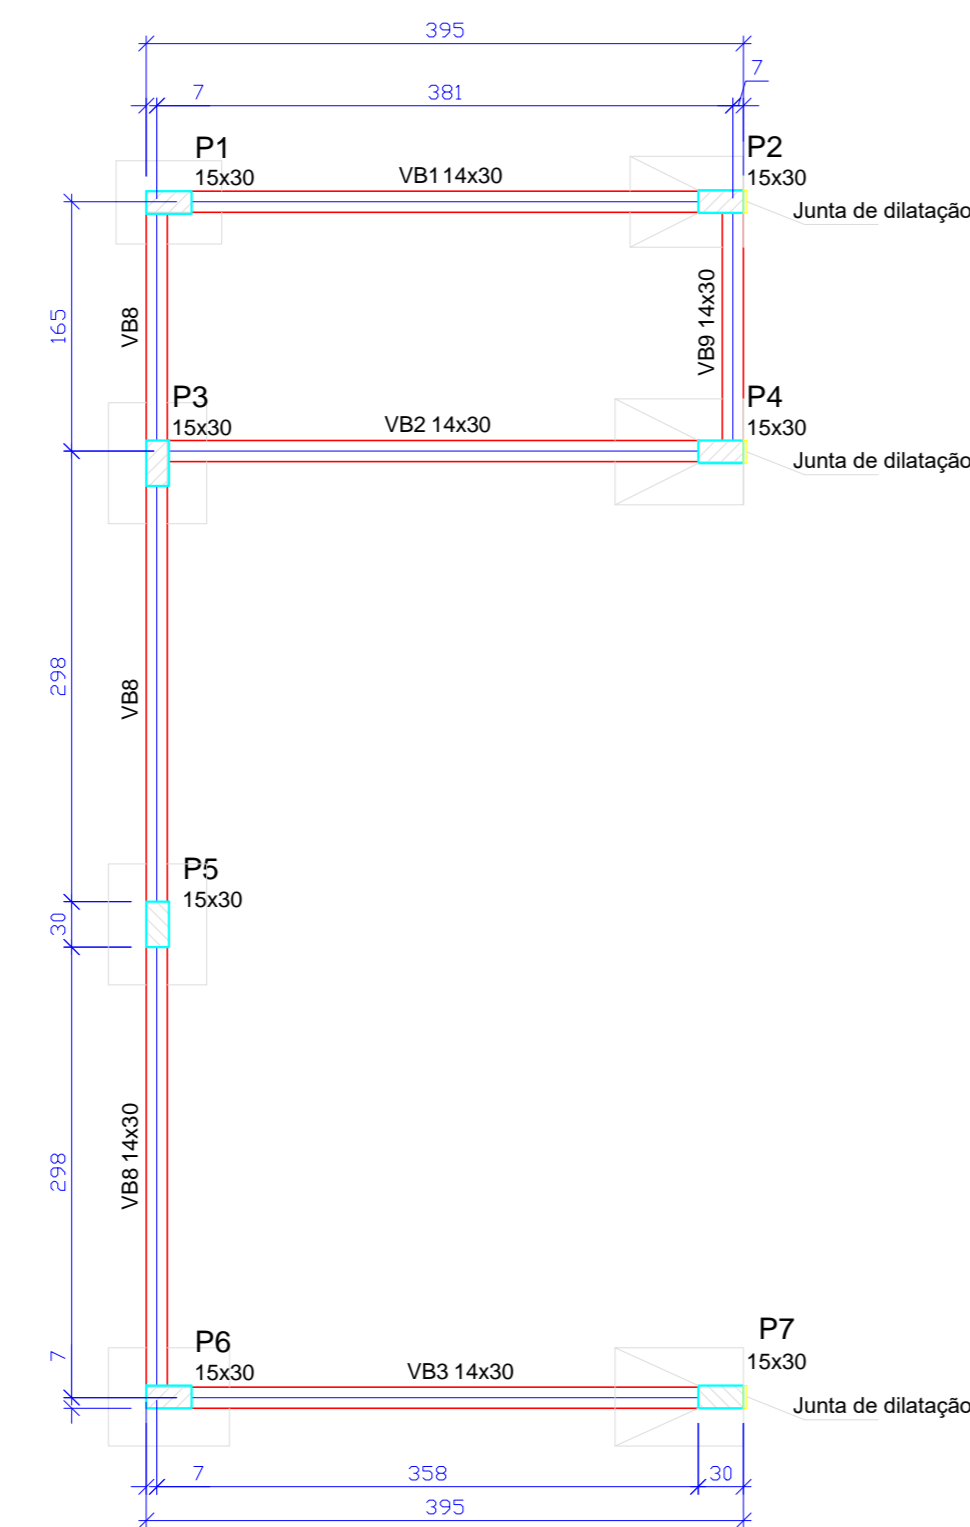 395
7
7
381
P1
15x30
VB114x30
P2
15x30
Junta de dilatação
165
VB8
VB9 14x30
P3
15x30
VB2 14x30
P4
15x30
Junta de dilatação
298
VB8
P5
15x30
30
298
VB8 14x30
7
P6
15x30
VB3 14x30
P7
15x30
Junta de dilatação
7
358
30
395